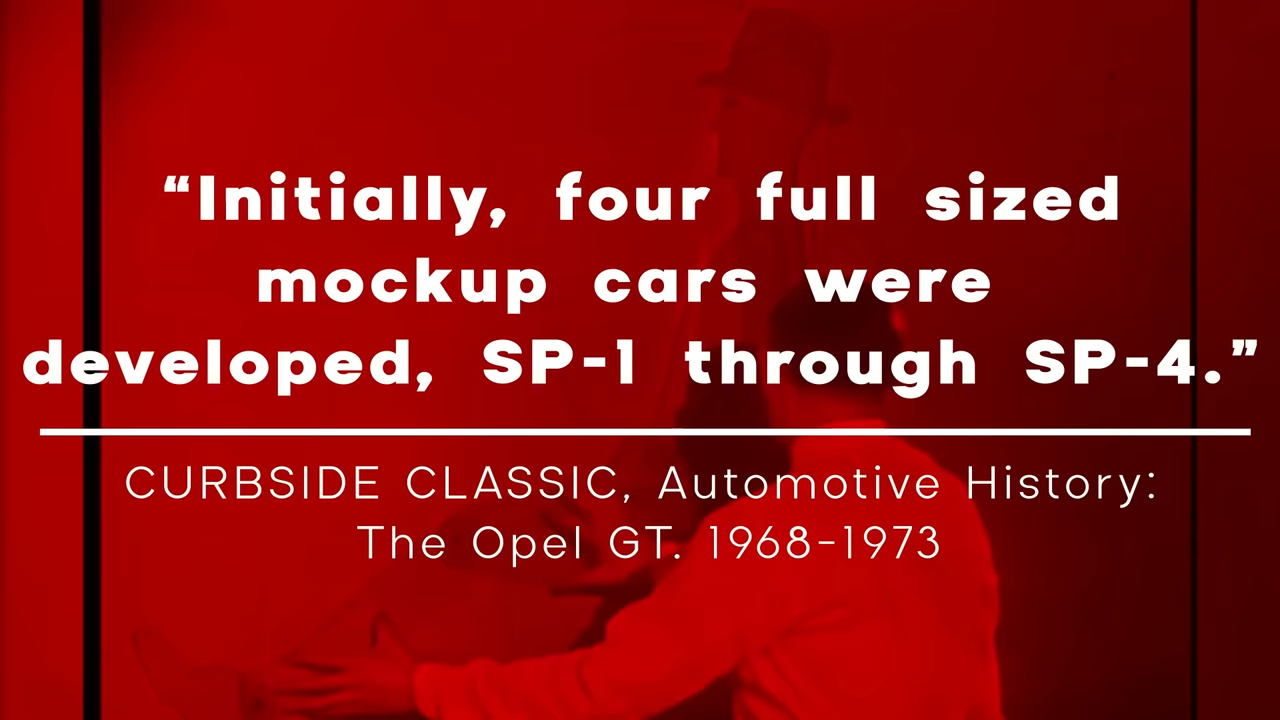 “Initially, four full sized
mockup cars were
developed, SP-1 through SP-4.”
CURBSIDE CLASSIC, Automotive History:
The Opel GT. 1968-1973